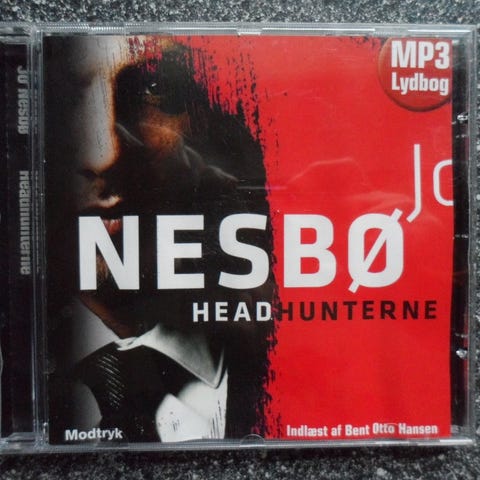 Jo Nesbø Headhunterne
MP3
Lydbog
Jo
NESBØ
HEADHUNTERNE
Modtryk
Indlæst af Bent Otto Hansen